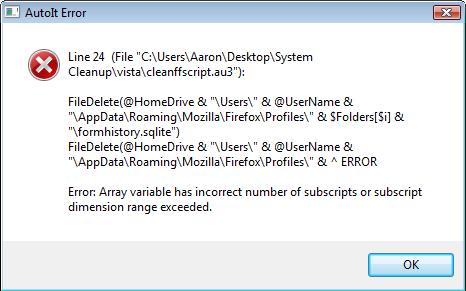 AutoIt Error
Line 24 (File "C:\Users\Aaron\Desktop\System
Cleanup\vista\cleanffscript.au3"):
FileDelete(@HomeDrive & "\Users\" & @UserName &
"\AppData\Roaming\Mozilla\Firefox\Profiles\" & $Folders[$i] &
"\formhistory.sqlite")
FileDelete(@HomeDrive & "\Users\" & @UserName &
"\AppData\Roaming\Mozilla\Firefox\Profiles\" & ^ ERROR
Error: Array variable has incorrect number of subscripts or subscript
dimension range exceeded.
OK